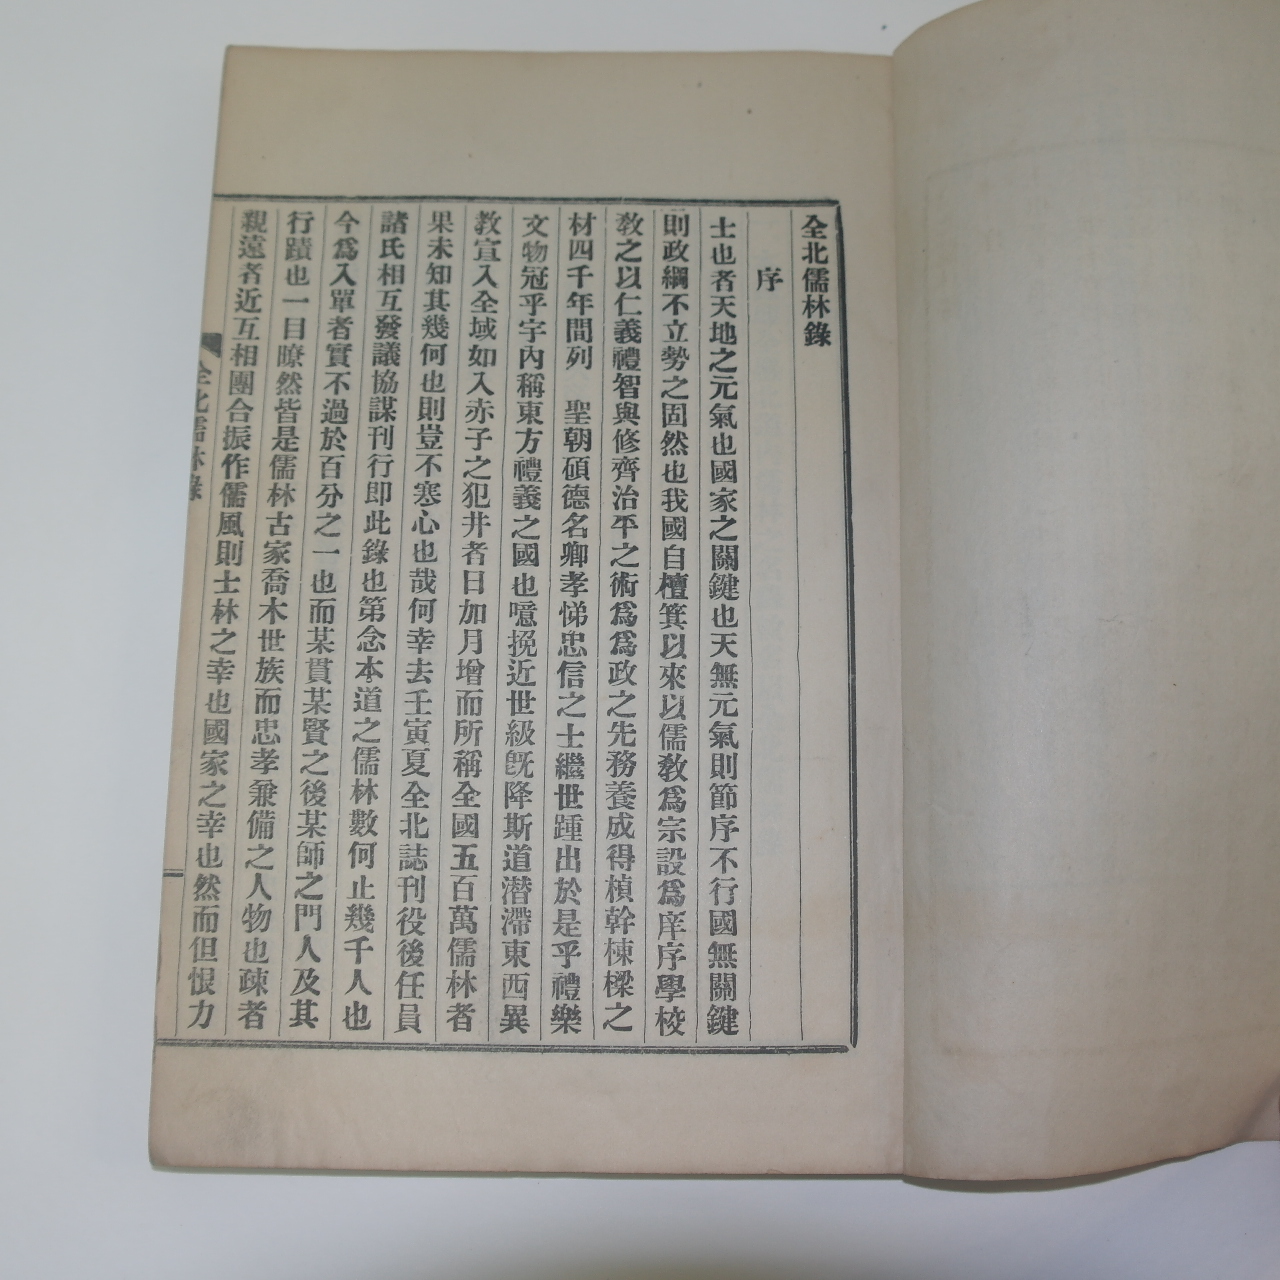 全北儒林錄
序
士也者天地之元氣也國家之關鍵也天無元氣則節序不行國無關鍵
則政綱不立勢之固然也我國自檀箕以來以儒敎爲宗設爲庠序學校
敎之以仁義禮智與修齊治平之術爲爲政之先務養成得楨幹棟樑之
材四千年間列　聖朝碩德名卿孝悌忠信之士繼世踵出於是乎禮樂
文物冠乎宇內稱東方禮義之國也噫挽近世級旣降斯道潛滯東西異
敎宣入全域如入赤子之犯井者日加月增而所稱全國五百萬儒林者
果未知其幾何也則豈不寒心也哉何幸去壬寅夏全北誌刊役後任員
諸氏相互發議協謀刊行卽此錄也第念本道之儒林數何止幾千人也
今爲入單者實不過於百分之一也而某貫某賢之後某師之門人及其
行蹟也一目瞭然皆是儒林古家喬木世族而忠孝兼備之人物也疎者
親遠者近互相團合振作儒風則士林之幸也國家之幸也然而但恨力
全北儒林錄
一